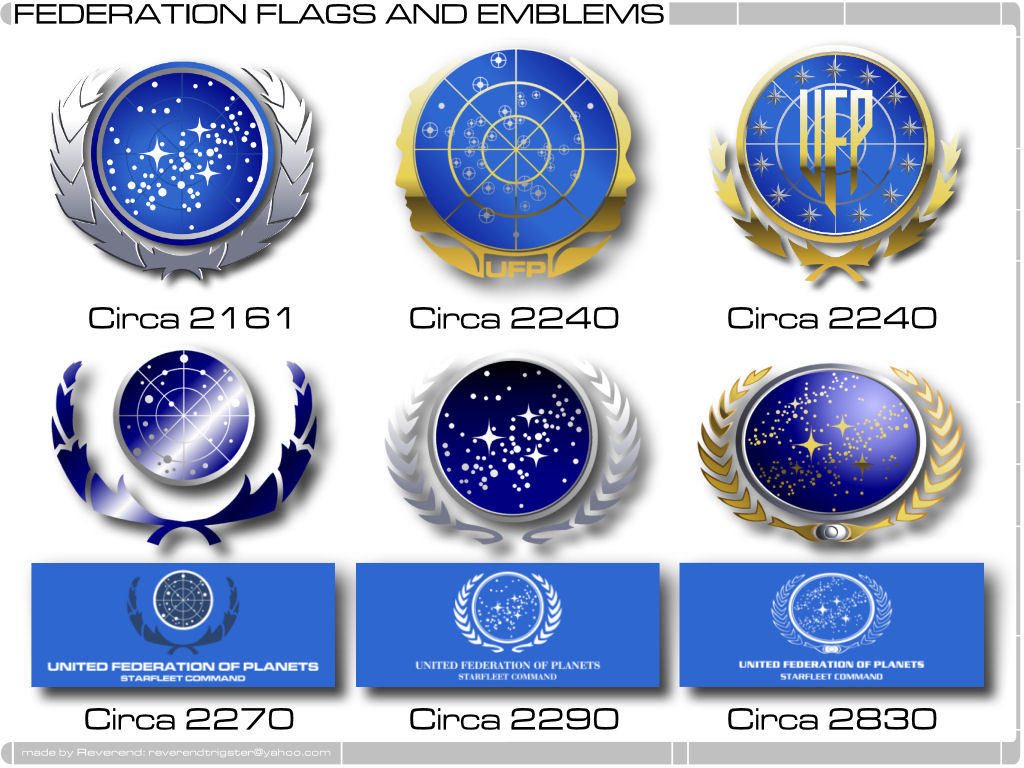 FEDERATION FLAGS AND EMBLEMS
UFP
UFP
Circa 2161
Circa 2240
Circa 2240
UNITED FEDERATION OF PLANETS
STARFLEET COMMAND
UNITED FEDERATION OF PLANETS
STARFLEET COMMAND
UNITED FEDERATION OF PLANETS
STARFLEET COMMAND
Circa 2270
Circa 2290
Circa 2830
made by Reverend: reverendtrigster@yahoo.com